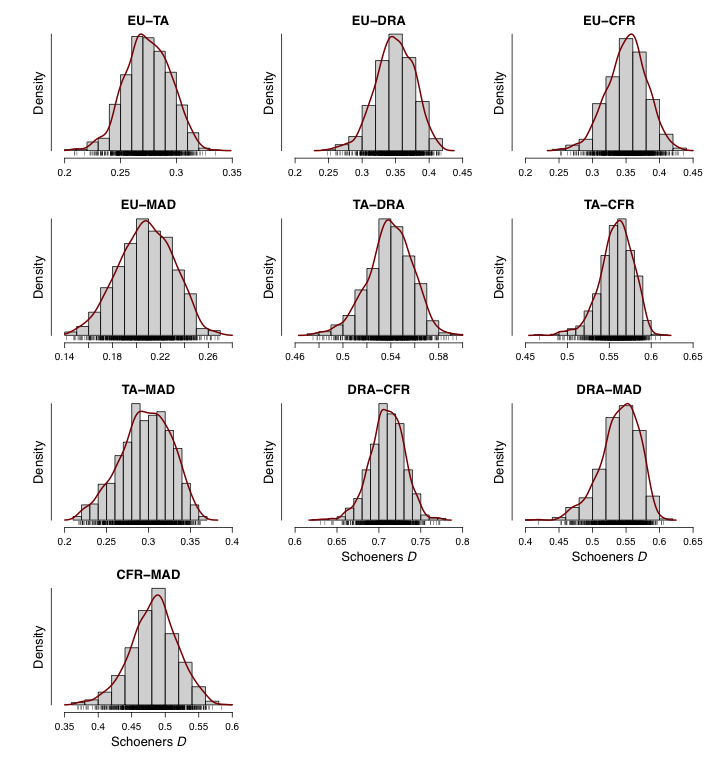 EU–TA EU–DRA EU–CFR
Density Density Density
0.2 0.25 0.3 0.35 0.2 0.25 0.3 0.35 0.4 0.45 0.2 0.25 0.3 0.35 0.4 0.45
EU–MAD TA–DRA TA–CFR
Density Density Density
0.14 0.18 0.22 0.26 0.46 0.5 0.54 0.58 0.45 0.5 0.55 0.6 0.65
TA–MAD DRA–CFR DRA–MAD
Density Density Density
0.2 0.25 0.3 0.35 0.4 0.6 0.65 0.7 0.75 0.8 0.4 0.45 0.5 0.55 0.6 0.65
Schoeners D Schoeners D
CFR–MAD
Density
0.35 0.4 0.45 0.5 0.55 0.6
Schoeners D